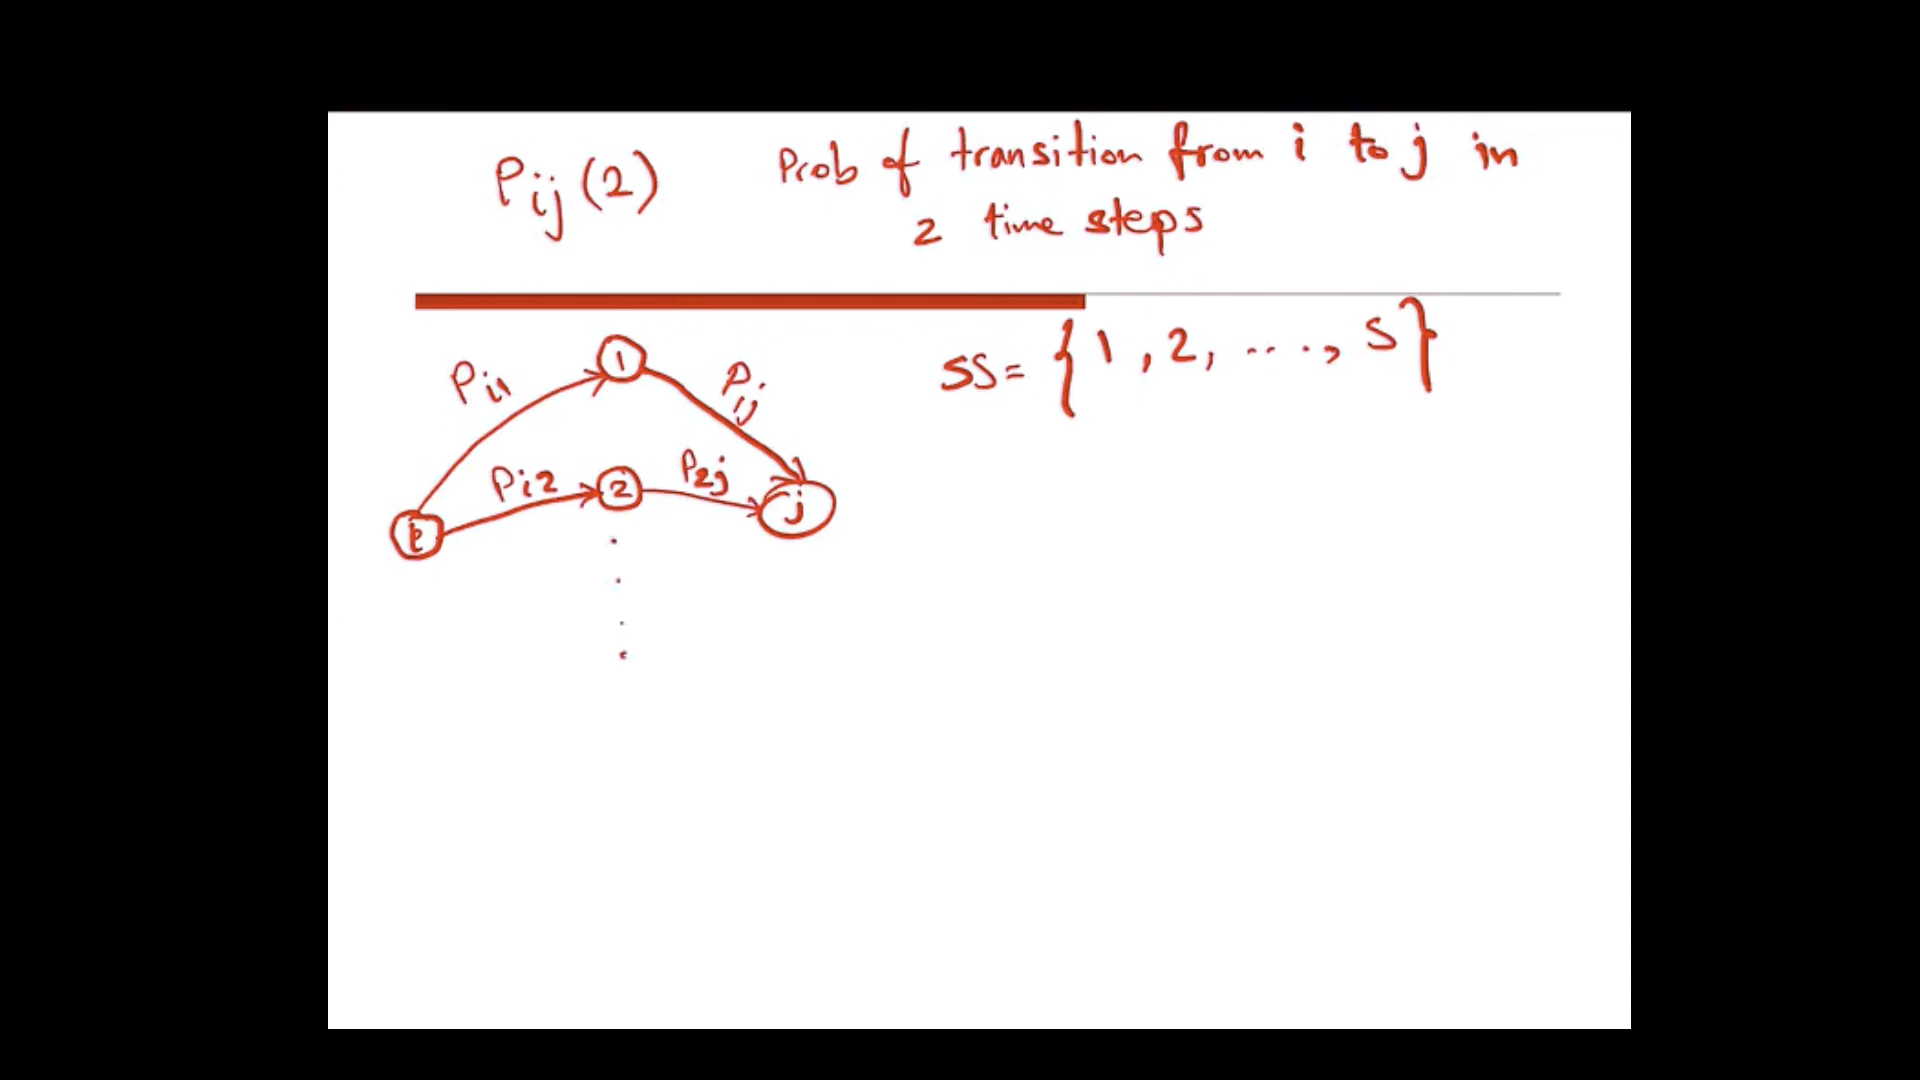 Pij(2) Prob of transition from i to j in
2 time steps
SS = { 1, 2, ...., S }
Pi1
1
Pij
Pi2
2
P2j
i
j